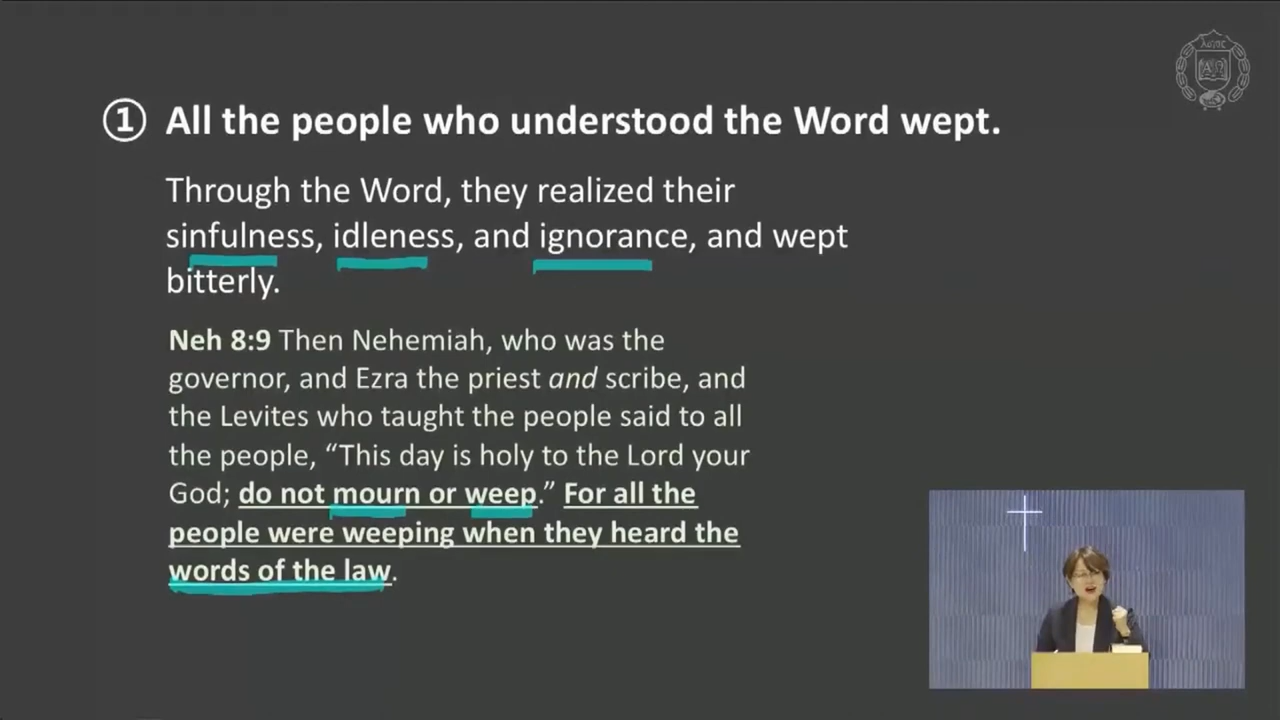 ① All the people who understood the Word wept.
Through the Word, they realized their
sinfulness, idleness, and ignorance, and wept
bitterly.
Neh 8:9 Then Nehemiah, who was the
governor, and Ezra the priest and scribe, and
the Levites who taught the people said to all
the people, “This day is holy to the Lord your
God; do not mourn or weep.” For all the
people were weeping when they heard the
words of the law.